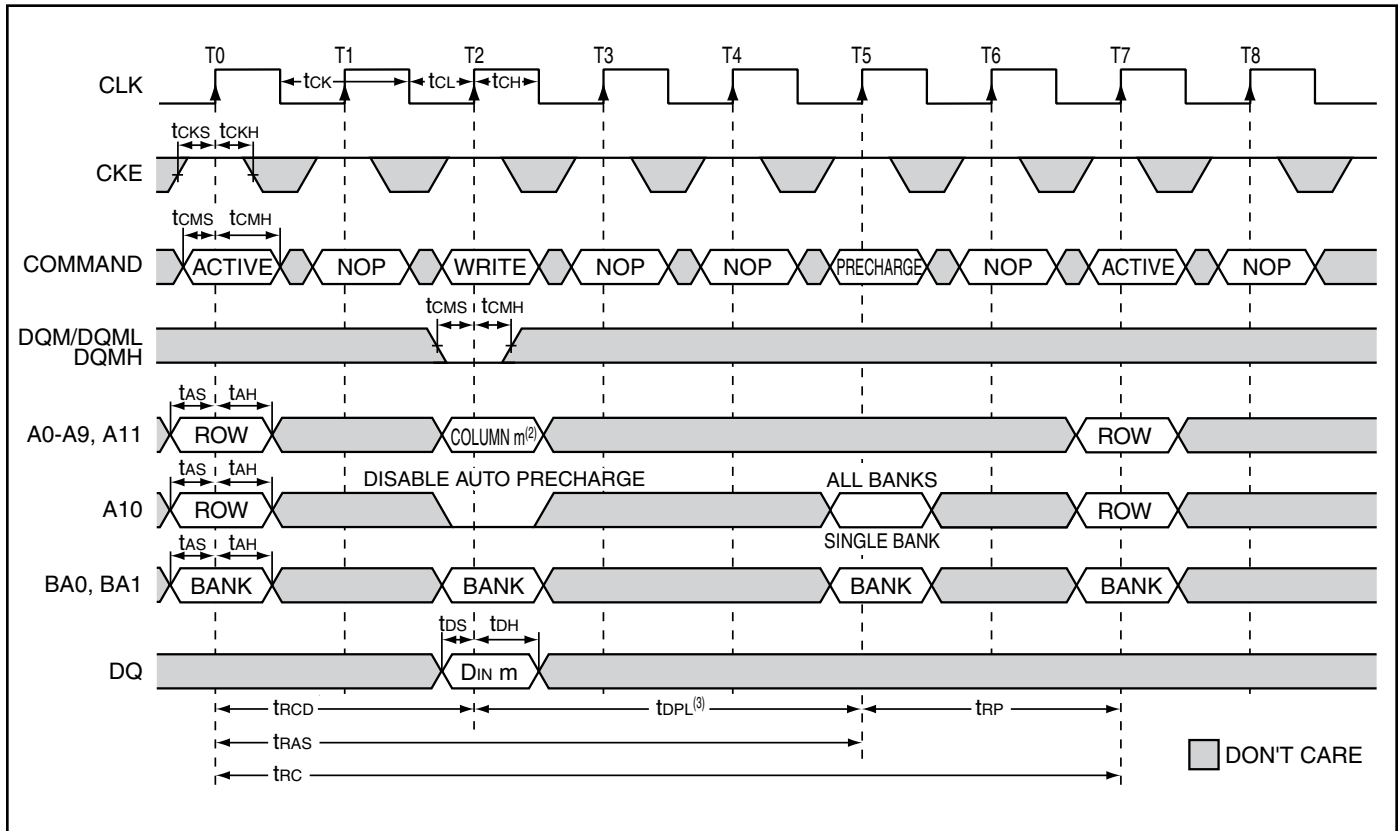 T0 T1 T2 T3 T4 T5 T6 T7 T8
CLK
tCK tCL tCH
tCKS tCKH
CKE
tCMS tCMH
COMMAND ACTIVE NOP WRITE NOP NOP PRECHARGE NOP ACTIVE NOP
tCMS tCMH
DQM/DQML
DQMH
tAS tAH
A0-A9, A11 ROW COLUMN m(2) ROW
tAS tAH DISABLE AUTO PRECHARGE ALL BANKS
A10 ROW ROW
tAS tAH SINGLE BANK
BA0, BA1 BANK BANK BANK BANK
tDS tDH
DQ DIN m
tRCD tDPL(3) tRP
tRAS
tRC
DON'T CARE